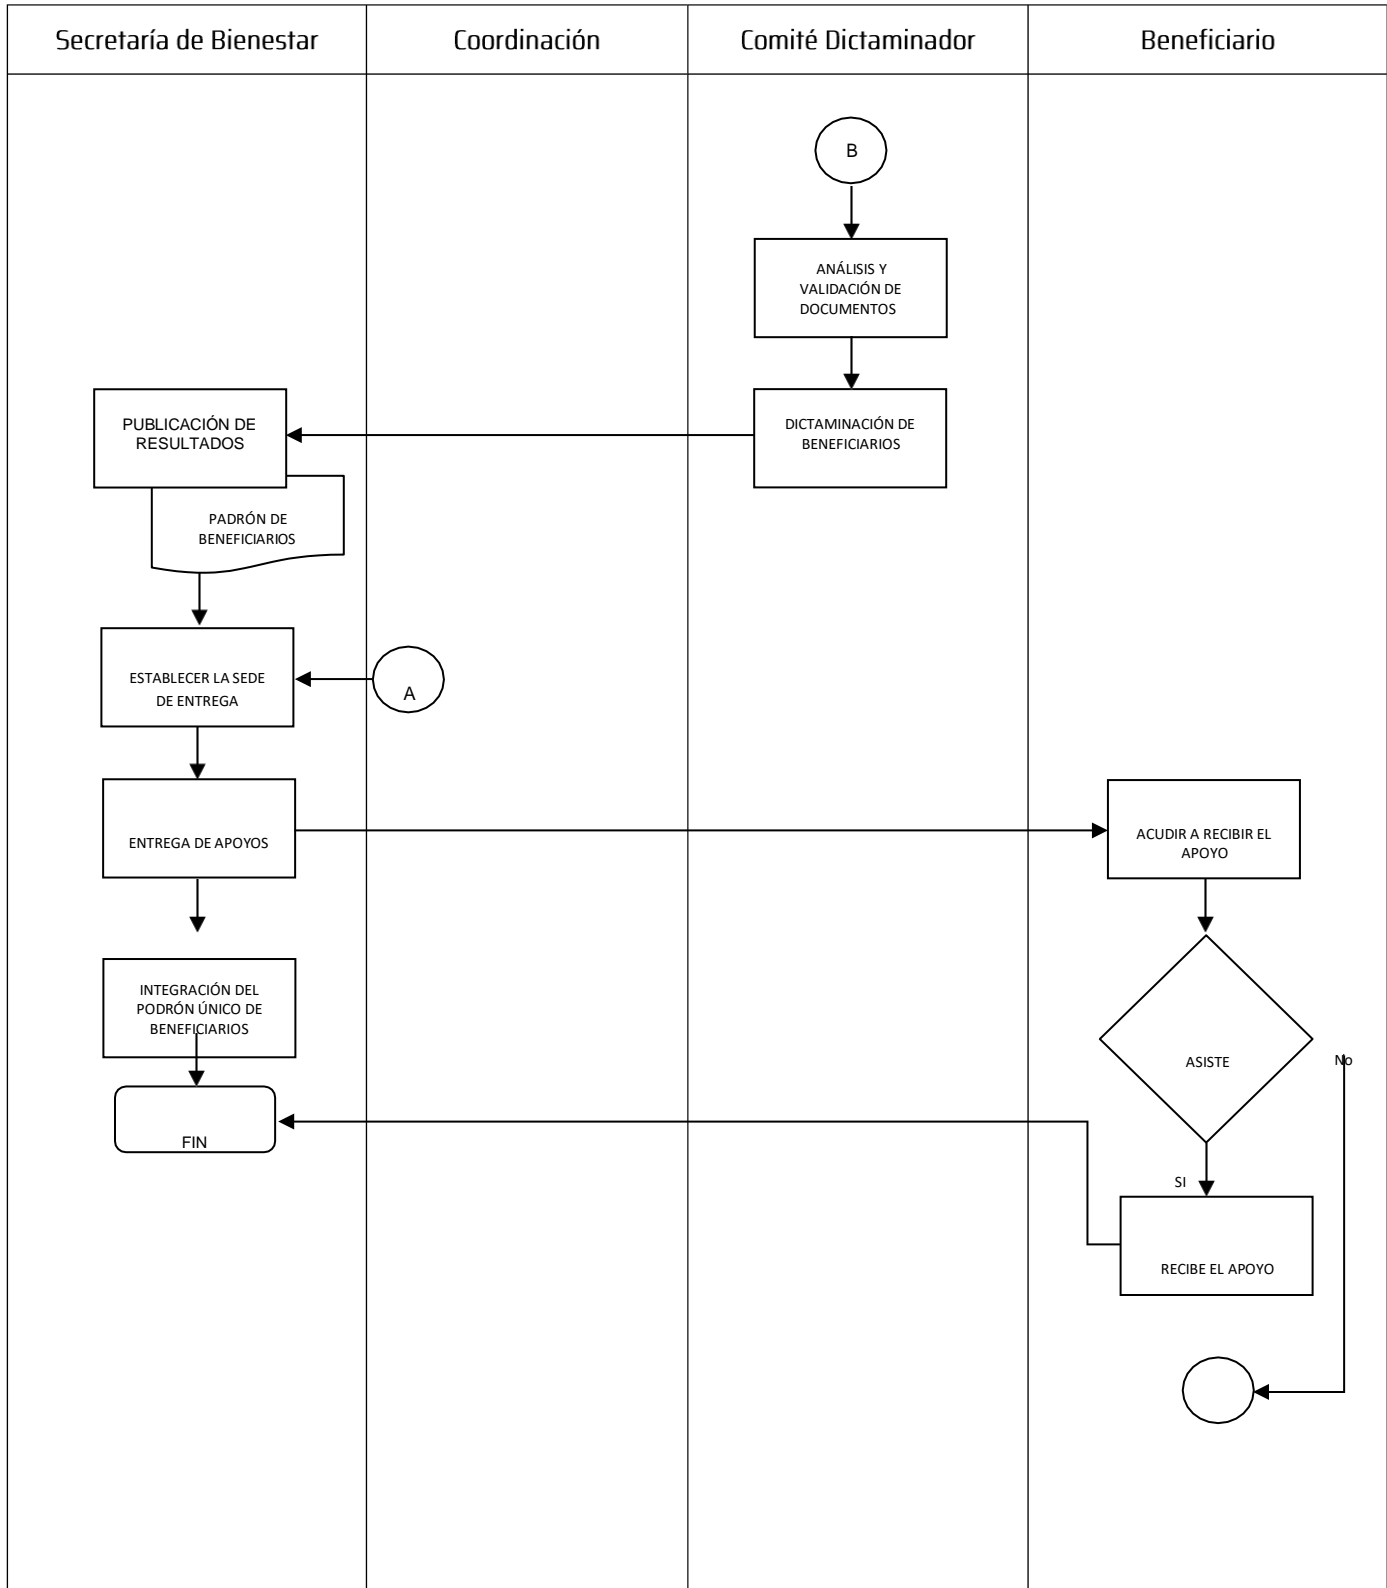 Secretaría de Bienestar
Coordinación
Comité Dictaminador
Beneficiario
B
ANÁLISIS Y
VALIDACIÓN DE
DOCUMENTOS
PUBLICACIÓN DE
RESULTADOS
DICTAMINACIÓN DE
BENEFICIARIOS
PADRÓN DE
BENEFICIARIOS
ESTABLECER LA SEDE
DE ENTREGA
A
ENTREGA DE APOYOS
ACUDIR A RECIBIR EL
APOYO
INTEGRACIÓN DEL
PODRÓN ÚNICO DE
BENEFICIARIOS
ASISTE
No
FIN
SI
RECIBE EL APOYO